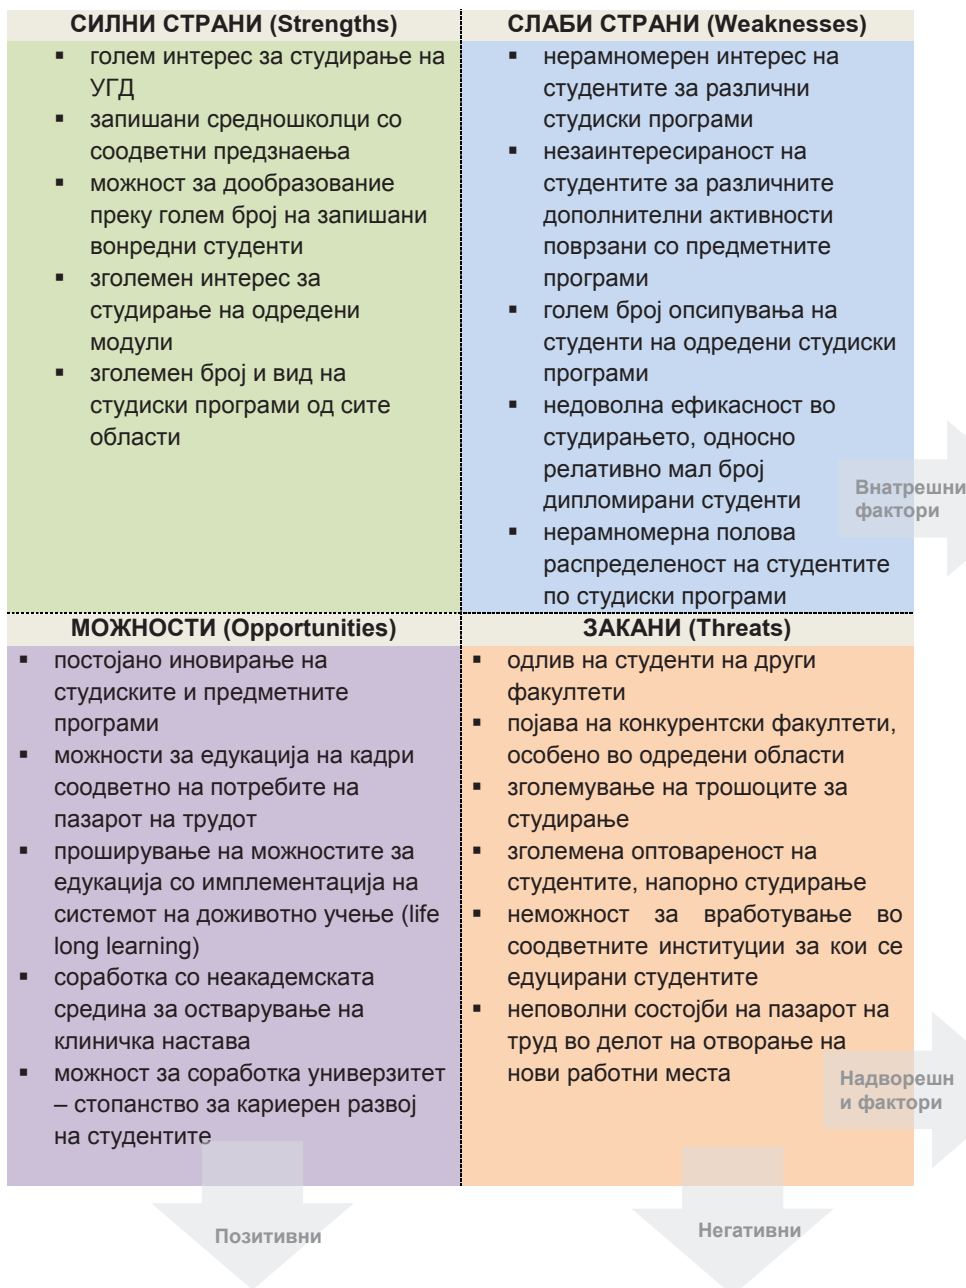 СИЛНИ СТРАНИ (Strengths)
▪ голем интерес за студирање на
УГД
▪ запишани средношколци со
соодветни предзнаења
▪ можност за дообразование
преку голем број на запишани
вонредни студенти
▪ зголемен интерес за
студирање на одредени
модули
▪ зголемен број и вид на
студиски програми од сите
области
СЛАБИ СТРАНИ (Weaknesses)
▪ нерамномерен интерес на
студентите за различни
студиски програми
▪ незаинтересираност на
студентите за различните
дополнителни активности
поврзани со предметните
програми
▪ голем број опсипувања на
студенти на одредени студиски
програми
▪ недоволна ефикасност во
студирањето, односно
релативно мал број
дипломирани студенти
▪ нерамномерна полова
распределеност на студентите
по студиски програми
Внатрешни
фактори
МОЖНОСТИ (Opportunities)
▪ постојано иновирање на
студиските и предметните
програми
▪ можности за едукација на кадри
соодветно на потребите на
пазарот на трудот
▪ проширување на можностите за
едукација со имплементација на
системот на доживотно учење (life
long learning)
▪ соработка со неакадемската
средина за остварување на
клиничка настава
▪ можност за соработка универзитет
– стопанство за кариерен развој
на студентите
ЗАКАНИ (Threats)
▪ одлив на студенти на други
факултети
▪ појава на конкурентски факултети,
особено во одредени области
▪ зголемување на трошоците за
студирање
▪ зголемена оптовареност на
студентите, напорно студирање
▪ неможност за вработување во
соодветните институции за кои се
едуцирани студентите
▪ неповолни состојби на пазарот на
труд во делот на отворање на
нови работни места
Надворешн
и фактори
Позитивни
Негативни